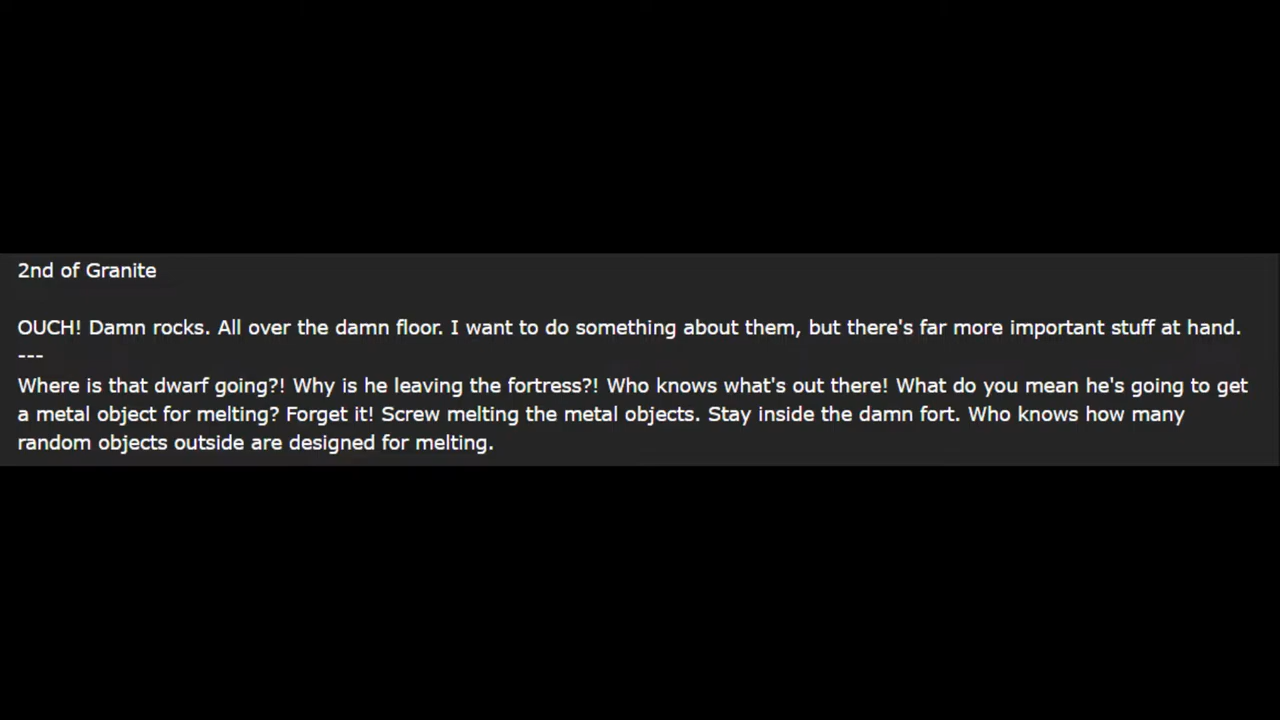 2nd of Granite
OUCH! Damn rocks. All over the damn floor. I want to do something about them, but there's far more important stuff at hand.
---
Where is that dwarf going?! Why is he leaving the fortress?! Who knows what's out there! What do you mean he's going to get
a metal object for melting? Forget it! Screw melting the metal objects. Stay inside the damn fort. Who knows how many
random objects outside are designed for melting.